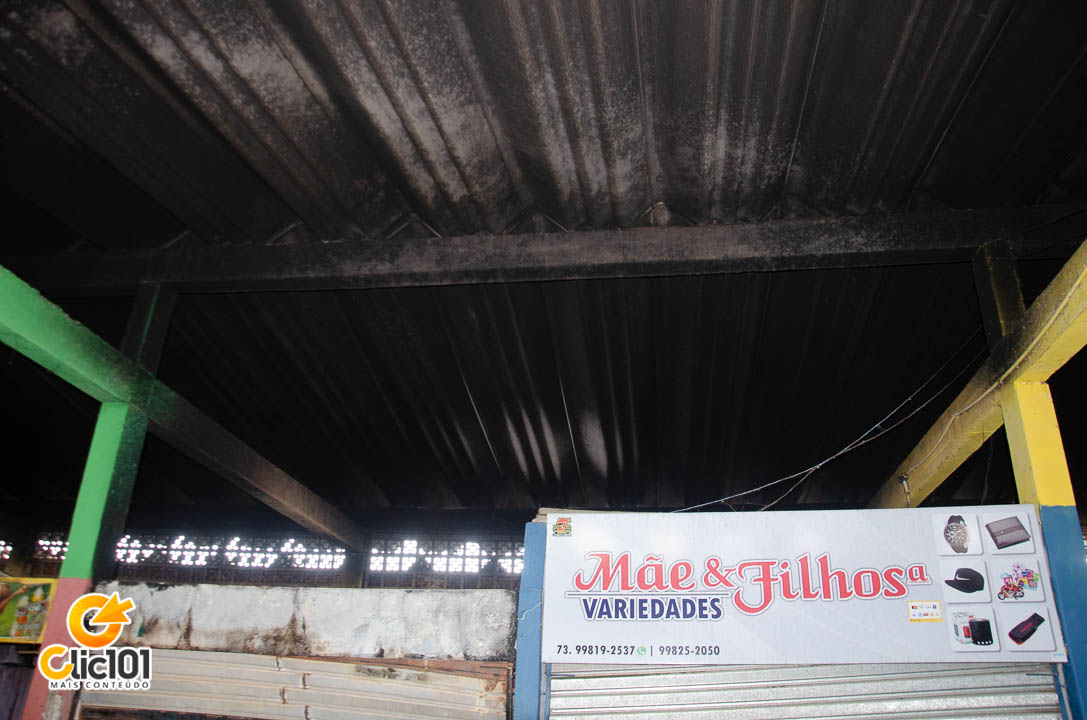 Mãe & Filhosª
VARIEDADES
73. 99819-2537 | 99825-2050
Clic101
MAIS CONTEÚDO